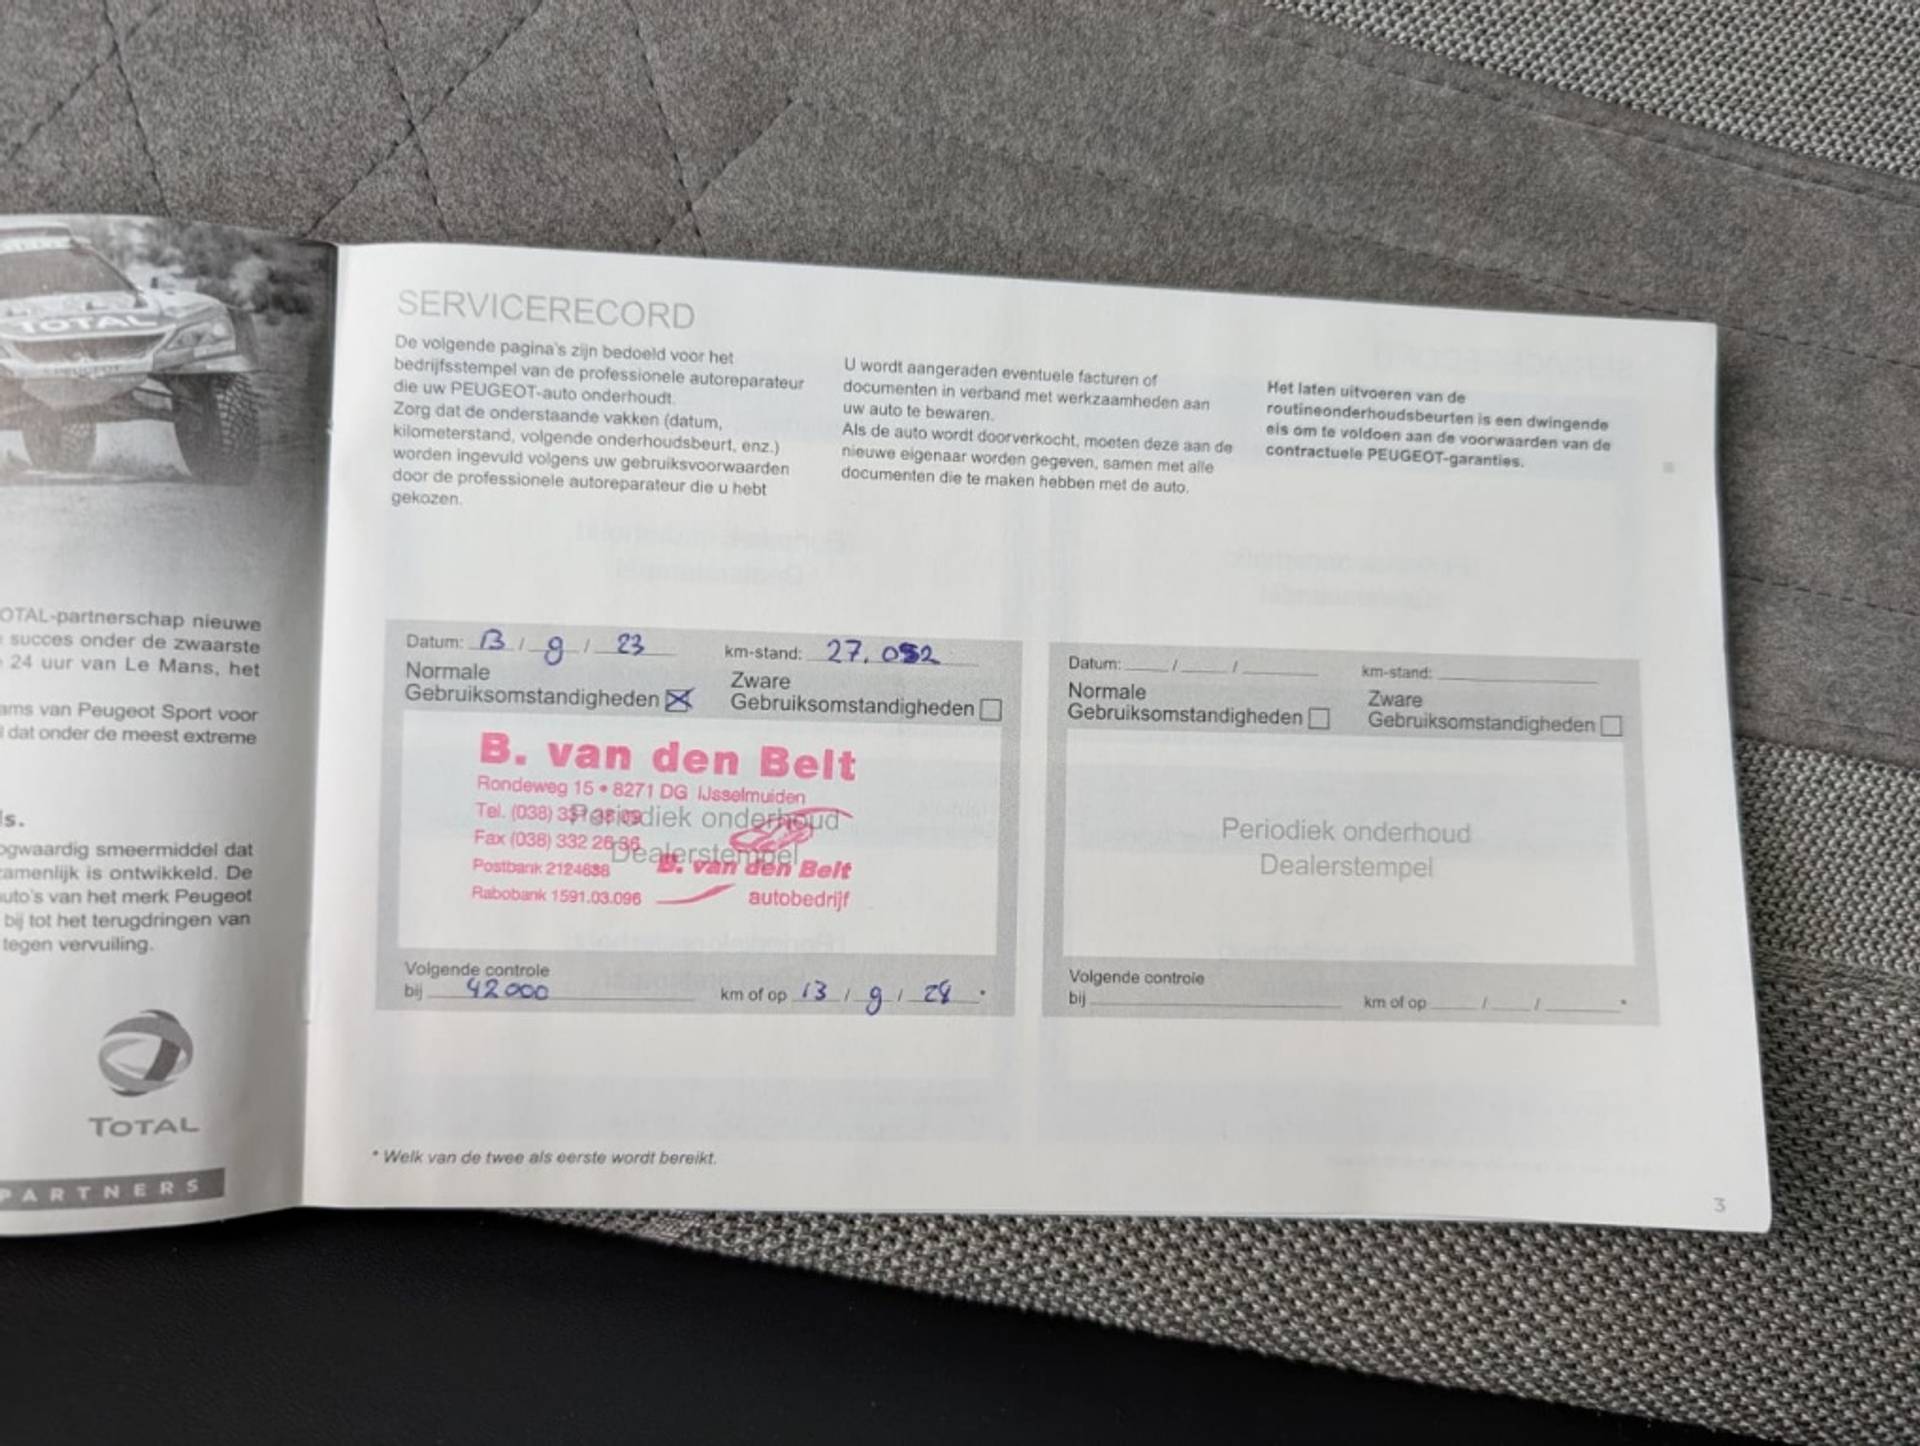 TOTAL
OTAL-partnerschap nieuwe
succes onder de zwaarste
24 uur van Le Mans, het
ams van Peugeot Sport voor
dat onder de meest extreme
ls.
ogwaardig smeermiddel dat
amenlijk is ontwikkeld. De
uto's van het merk Peugeot
bij tot het terugdringen van
tegen vervuiling.
TOTAL
PARTNERS
SERVICERECORD
De volgende pagina's zijn bedoeld voor het
bedrijfsstempel van de professionele autoreparateur
die uw PEUGEOT-auto onderhoudt.
Zorg dat de onderstaande vakken (datum,
kilometerstand, volgende onderhoudsbeurt, enz.)
worden ingevuld volgens uw gebruiksvoorwaarden
door de professionele autoreparateur die u hebt
gekozen.
U wordt aangeraden eventuele facturen of
documenten in verband met werkzaamheden aan
uw auto te bewaren.
Als de auto wordt doorverkocht, moeten deze aan de
nieuwe eigenaar worden gegeven, samen met alle
documenten die te maken hebben met de auto.
Het laten uitvoeren van de
routineonderhoudsbeurten is een dwingende
eis om te voldoen aan de voorwaarden van de
contractuele PEUGEOT-garanties.
Datum: 13 / 9 / 23 km-stand: 27.052
Normale
Gebruiksomstandigheden
Zware
Gebruiksomstandigheden
B. van den Belt
Rondeweg 15 • 8271 DG IJsselmuiden
Tel. (038)
Fax (038) 332 26 36
Postbank 2124638
Rabobank 1591.03.096
B. van den Belt
autobedrijf
Periodiek onderhoud
Dealerstempel
Volgende controle
bij 42000 km of op 13 / 9 / 24 *
Datum: / / km-stand:
Normale
Gebruiksomstandigheden
Zware
Gebruiksomstandigheden
Periodiek onderhoud
Dealerstempel
Volgende controle
bij km of op / / *
* Welk van de twee als eerste wordt bereikt.
3